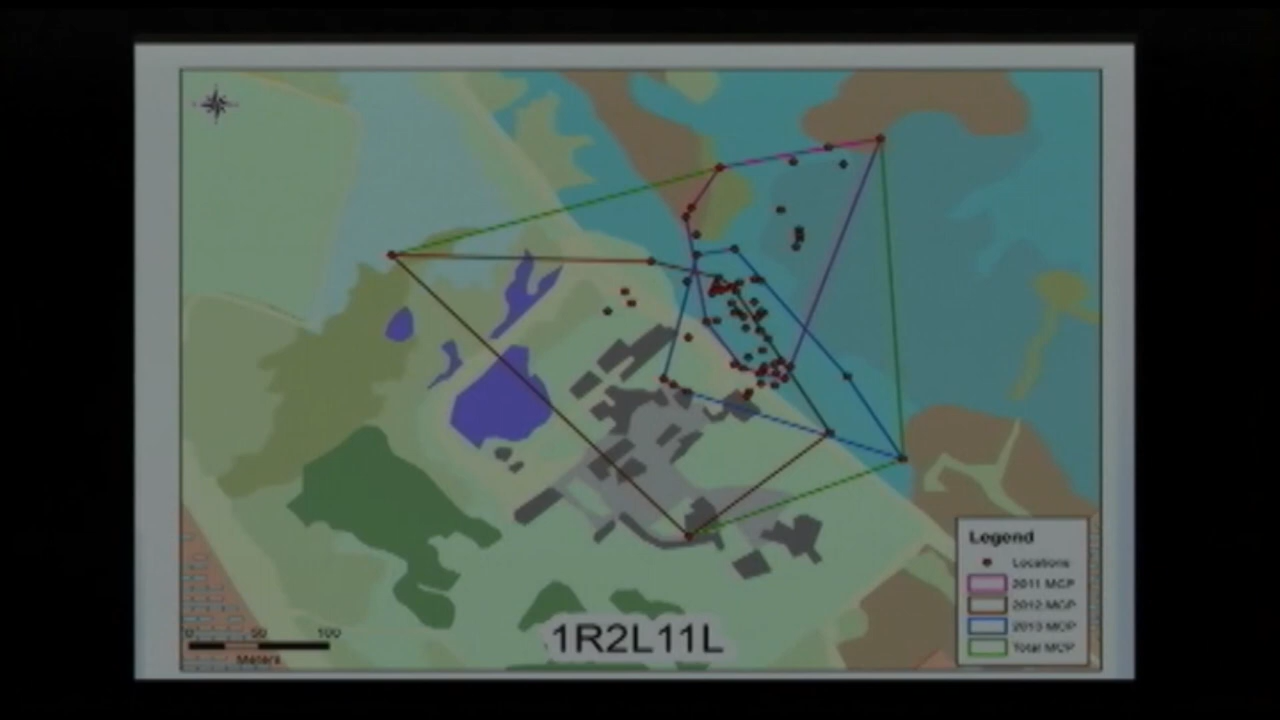 Legend
Locations
2011 MCP
2012 MCP
2013 MCP
Total MCP
0 50 100
Meters
1R2L11L